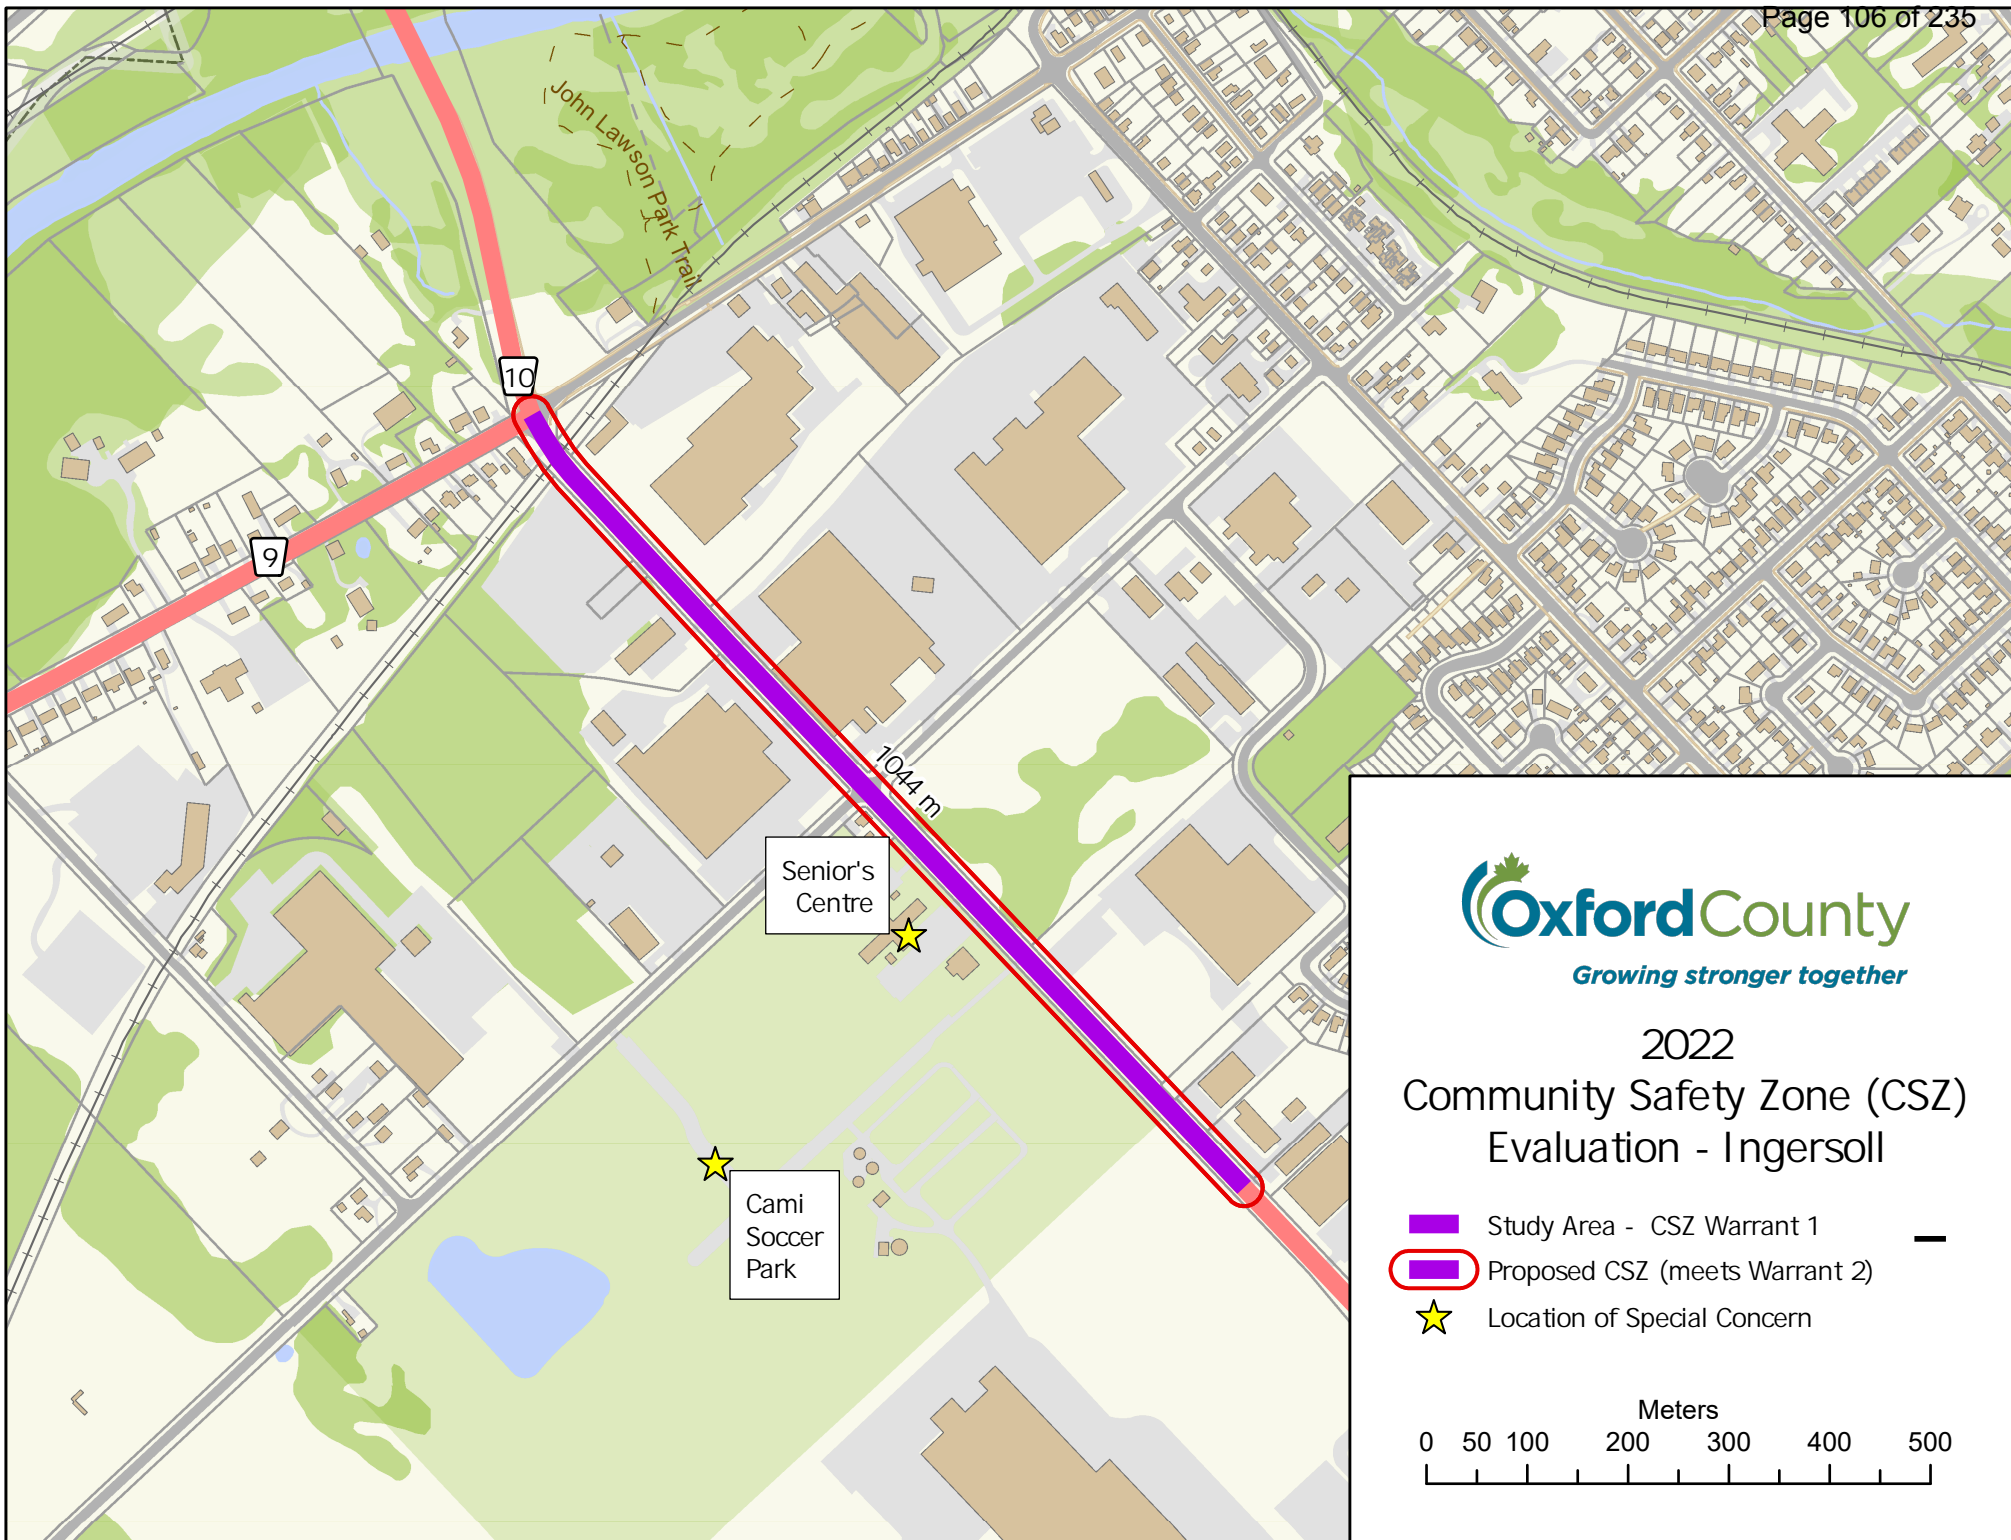 Page 106 of 235
John Lawson Park Trail
10
9
1044 m
Senior's
Centre
Cami
Soccer
Park
OxfordCounty
Growing stronger together
2022
Community Safety Zone (CSZ)
Evaluation - Ingersoll
Study Area - CSZ Warrant 1
Proposed CSZ (meets Warrant 2)
Location of Special Concern
Meters
0 50 100 200 300 400 500